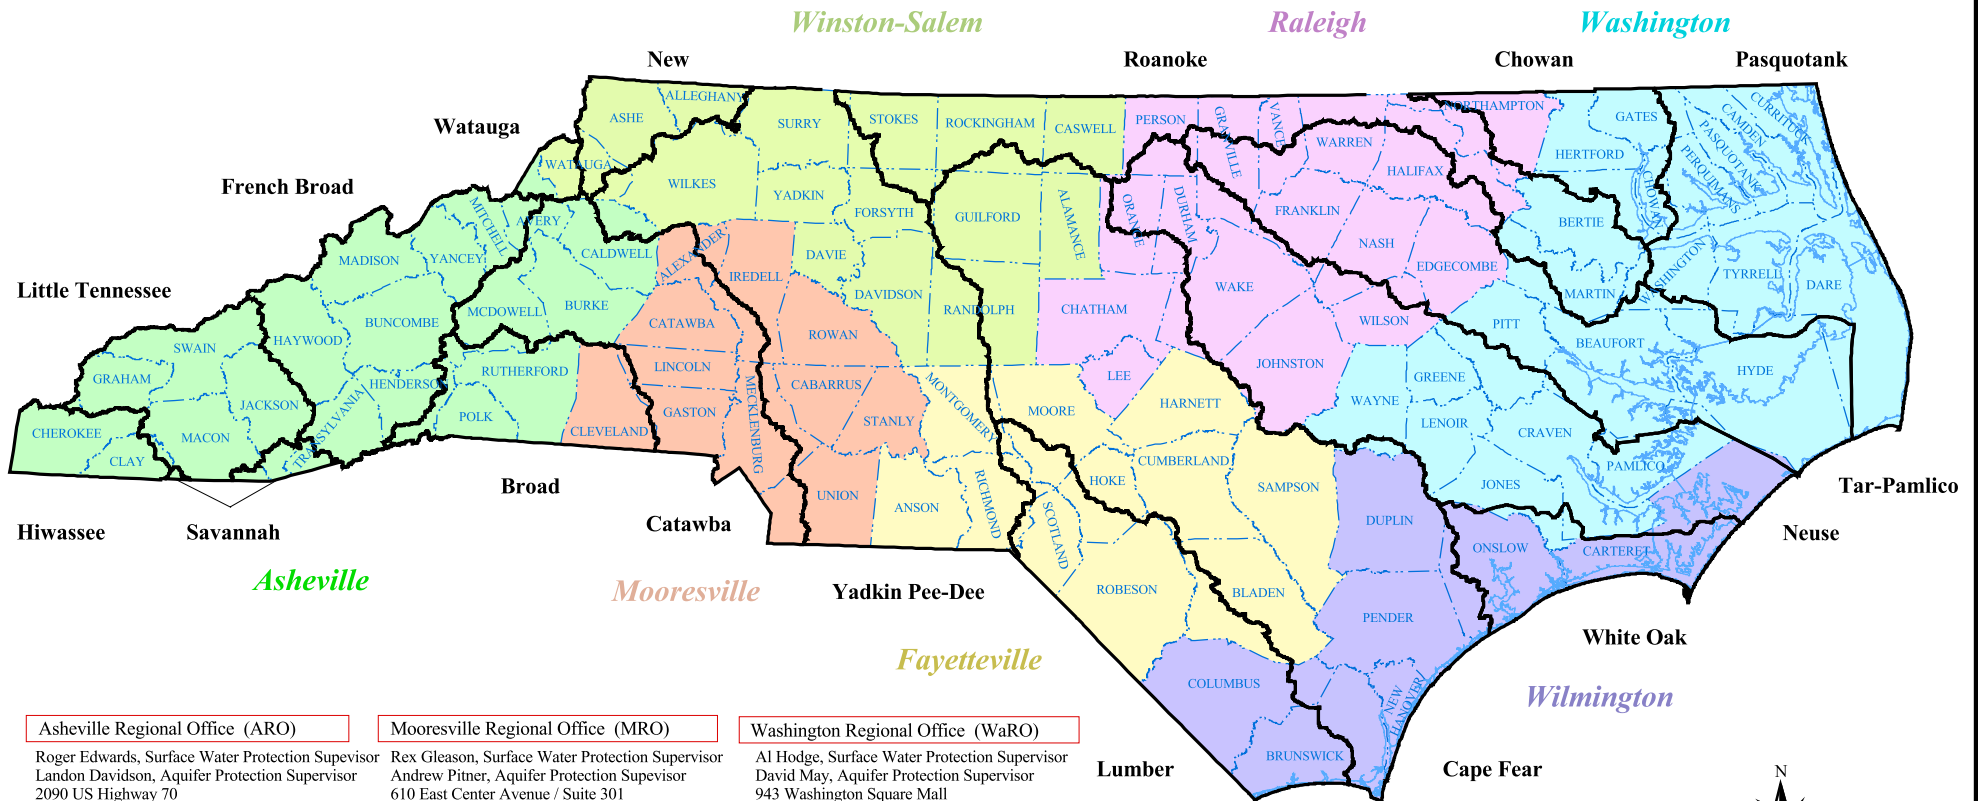 Winston-Salem
Raleigh
Washington
New
Roanoke
Chowan
Pasquotank
Watauga
French Broad
Little Tennessee
ALLEGHANY
ASHE
SURRY
STOKES
ROCKINGHAM
CASWELL
PERSON
GRANVILLE
VANCE
WARREN
NORTHAMPTON
GATES
CURRITUCK
CAMDEN
PASQUOTANK
PERQUIMANS
CHOWAN
HERTFORD
HALIFAX
WATAUGA
WILKES
YADKIN
FORSYTH
GUILFORD
ALAMANCE
ORANGE
DURHAM
FRANKLIN
NASH
EDGECOMBE
BERTIE
MARTIN
WASHINGTON
TYRRELL
DARE
MITCHELL
AVERY
CALDWELL
ALEXANDER
IREDELL
DAVIE
DAVIDSON
RANDOLPH
CHATHAM
WAKE
WILSON
PITT
BEAUFORT
HYDE
MADISON
YANCEY
MCDOWELL
BURKE
CATAWBA
ROWAN
BUNCOMBE
HAYWOOD
SWAIN
GRAHAM
JACKSON
HENDERSON
RUTHERFORD
LINCOLN
CABARRUS
MECKLENBURG
STANLY
MONTGOMERY
MOORE
LEE
HARNETT
JOHNSTON
WAYNE
GREENE
LENOIR
CRAVEN
PAMLICO
JONES
CHEROKEE
CLAY
MACON
TRANSYLVANIA
POLK
CLEVELAND
GASTON
UNION
ANSON
RICHMOND
SCOTLAND
HOKE
CUMBERLAND
SAMPSON
DUPLIN
ONSLOW
CARTERET
ROBESON
BLADEN
PENDER
COLUMBUS
NEW
HANOVER
BRUNSWICK
Hiwassee
Savannah
Broad
Catawba
Yadkin Pee-Dee
Tar-Pamlico
Neuse
White Oak
Lumber
Cape Fear
Asheville
Mooresville
Fayetteville
Wilmington
Asheville Regional Office (ARO)
Roger Edwards, Surface Water Protection Supvisor
Landon Davidson, Aquifer Protection Supervisor
2090 US Highway 70
Mooresville Regional Office (MRO)
Rex Gleason, Surface Water Protection Supervisor
Andrew Pitner, Aquifer Protection Supevisor
610 East Center Avenue / Suite 301
Washington Regional Office (WaRO)
Al Hodge, Surface Water Protection Supervisor
David May, Aquifer Protection Supervisor
943 Washington Square Mall
N